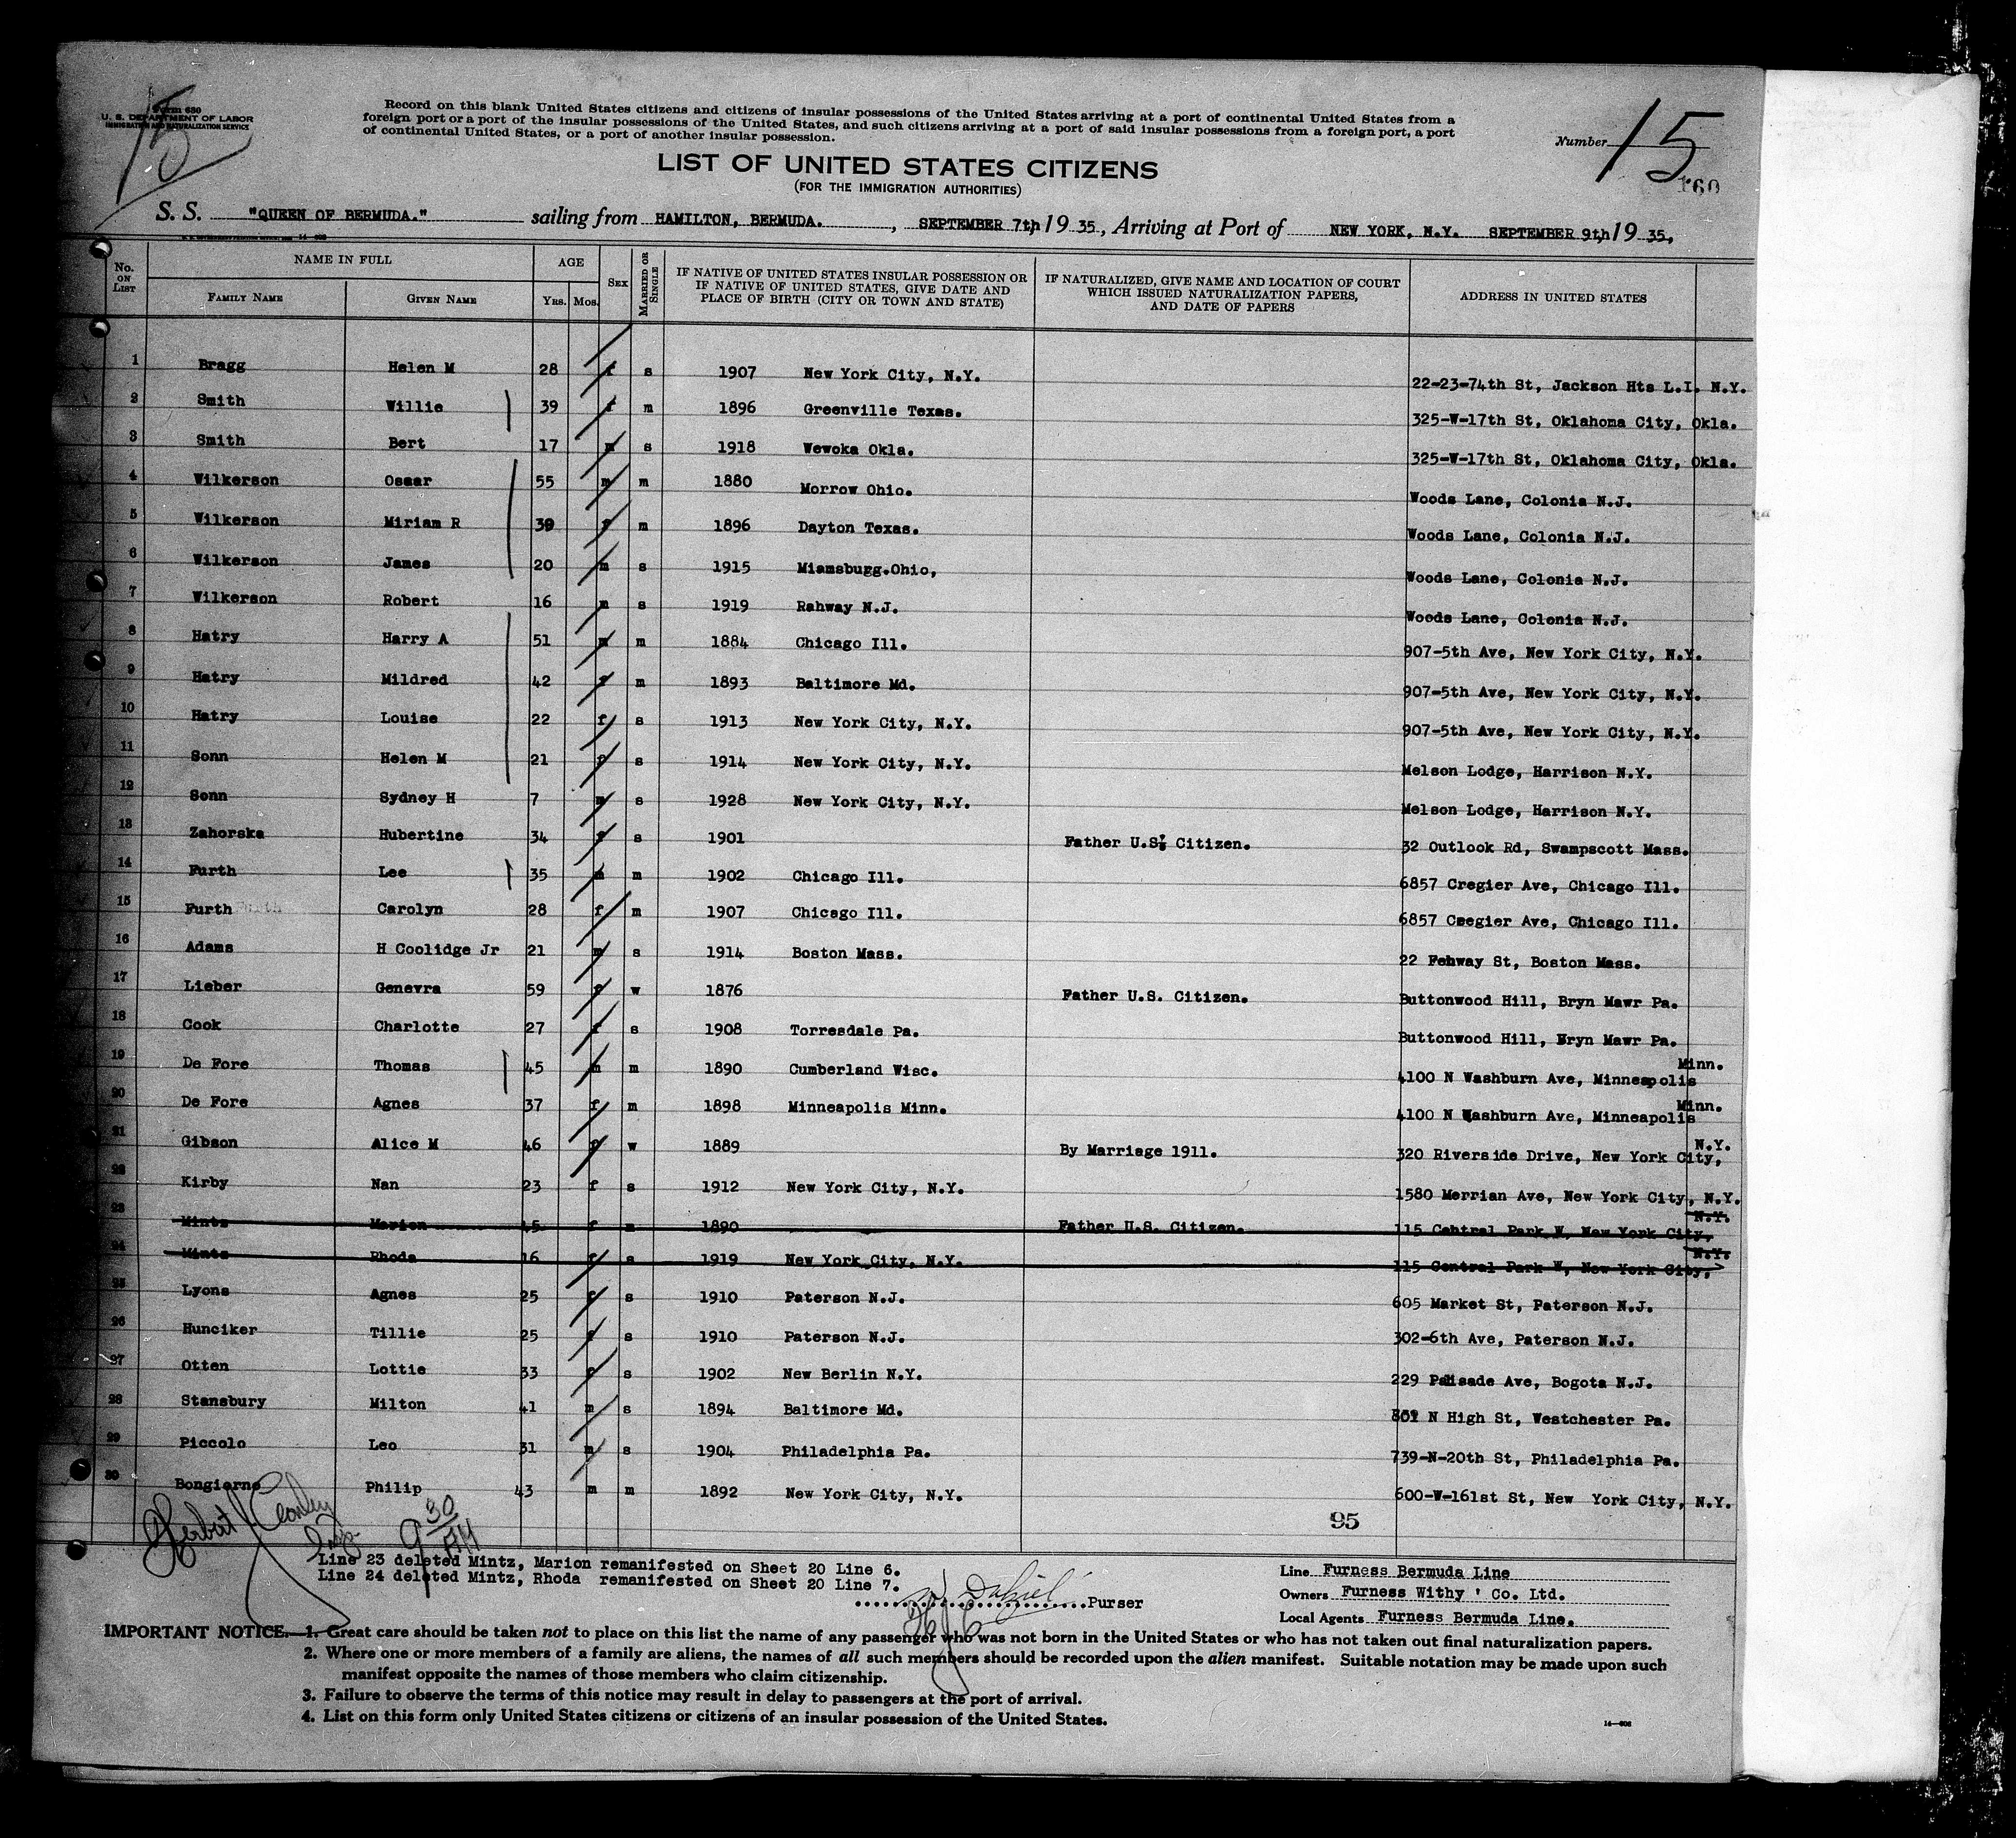 15
Form 630
U. S. DEPARTMENT OF LABOR
IMMIGRATION AND NATURALIZATION SERVICE
Record on this blank United States citizens and citizens of insular possessions of the United States arriving at a port of continental United States from a
foreign port or a port of the insular possessions of the United States, and such citizens arriving at a port of said insular possessions from a foreign port, a port
of continental United States, or a port of another insular possession.
Number 15
160
LIST OF UNITED STATES CITIZENS
(FOR THE IMMIGRATION AUTHORITIES)
S. S. "QUEEN OF BERMUDA." sailing from HAMILTON, BERMUDA. , SEPTEMBER 7th 19 35, Arriving at Port of NEW YORK, N.Y. SEPTEMBER 9th 19 35,
No. ON LIST NAME IN FULL FAMILY NAME GIVEN NAME AGE YRS. MOS. SEX MARRIED OR SINGLE IF NATIVE OF UNITED STATES INSULAR POSSESSION OR IF NATIVE OF UNITED STATES, GIVE DATE AND PLACE OF BIRTH (CITY OR TOWN AND STATE) IF NATURALIZED, GIVE NAME AND LOCATION OF COURT WHICH ISSUED NATURALIZATION PAPERS, AND DATE OF PAPERS ADDRESS IN UNITED STATES
1 Bragg Helen M 28 f s 1907 New York City, N.Y. 22-23-74th St, Jackson Hts L.I. N.Y.
2 Smith Willie 39 f m 1896 Greenville Texas. 325-W-17th St, Oklahoma City, Okla.
3 Smith Bert 17 m s 1918 Wewoka Okla. 325-W-17th St, Oklahoma City, Okla.
4 Wilkerson Oscar 55 m m 1880 Morrow Ohio. Woods Lane, Colonia N.J.
5 Wilkerson Miriam R 39 f m 1896 Dayton Texas. Woods Lane, Colonia N.J.
6 Wilkerson James 20 m s 1915 Miamsburg.Ohio, Woods Lane, Colonia N.J.
7 Wilkerson Robert 16 m s 1919 Rahway N.J. Woods Lane, Colonia N.J.
8 Hatry Harry A 51 m m 1884 Chicago Ill. 907-5th Ave, New York City, N.Y.
9 Hatry Mildred 42 f m 1893 Baltimore Md. 907-5th Ave, New York City, N.Y.
10 Hatry Louise 22 f s 1913 New York City, N.Y. 907-5th Ave, New York City, N.Y.
11 Sonn Helen M 21 f s 1914 New York City, N.Y. Melson Lodge, Harrison N.Y.
12 Sonn Sydney H 7 m s 1928 New York City, N.Y. Melson Lodge, Harrison N.Y.
13 Zahorska Hubertine 34 f s 1901 Father U.S. Citizen. 32 Outlook Rd, Swampscott Mass.
14 Furth Lee 35 m m 1902 Chicago Ill. 6857 Cregier Ave, Chicago Ill.
15 Furth Carolyn 28 f m 1907 Chicago Ill. 6857 Cregier Ave, Chicago Ill.
16 Adams H Coolidge Jr 21 m s 1914 Boston Mass. 22 Fenway St, Boston Mass.
17 Lieber Genevra 59 f w 1876 Father U.S. Citizen. Buttonwood Hill, Bryn Mawr Pa.
18 Cook Charlotte 27 f s 1908 Torresdale Pa. Buttonwood Hill, Bryn Mawr Pa.
19 De Fore Thomas 45 m m 1890 Cumberland Wisc. 4100 N Washburn Ave, Minneapolis Minn.
20 De Fore Agnes 37 f m 1898 Minneapolis Minn. 4100 N Washburn Ave, Minneapolis Minn.
21 Gibson Alice M 46 f w 1889 By Marriage 1911. 320 Riverside Drive, New York City, N.Y.
22 Kirby Nan 23 f s 1912 New York City, N.Y. 1580 Merrian Ave, New York City, N.Y.
23 Mintz Marion 45 f m 1890 Father U.S. Citizen. 115 Central Park W, New York City, N.Y.
24 Mintz Rhoda 16 f s 1919 New York City, N.Y. 115 Central Park W, New York City, N.Y.
25 Lyons Agnes 25 f s 1910 Paterson N.J. 605 Market St, Paterson N.J.
26 Hunciker Tillie 25 f s 1910 Paterson N.J. 302-6th Ave, Paterson N.J.
27 Otten Lottie 33 f s 1902 New Berlin N.Y. 229 Palisade Ave, Bogota N.J.
28 Stansbury Milton 41 m s 1894 Baltimore Md. N High St, Westchester Pa.
29 Piccolo Leo 31 m s 1904 Philadelphia Pa. 739-N-20th St, Philadelphia Pa.
30 Bongiorno Philip 43 m m 1892 New York City, N.Y. 600-W-161st St, New York City, N.Y.
95
9 30 AM
Line 23 deleted Mintz, Marion remanifested on Sheet 20 Line 6.
Line 24 deleted Mintz, Rhoda remanifested on Sheet 20 Line 7.
Purser
Line Furness Bermuda Line
Owners Furness Withy ' Co. Ltd.
Local Agents Furness Bermuda Line.
IMPORTANT NOTICE.—1. Great care should be taken not to place on this list the name of any passenger who was not born in the United States or who has not taken out final naturalization papers.
2. Where one or more members of a family are aliens, the names of all such members should be recorded upon the alien manifest. Suitable notation may be made upon such
manifest opposite the names of those members who claim citizenship.
3. Failure to observe the terms of this notice may result in delay to passengers at the port of arrival.
4. List on this form only United States citizens or citizens of an insular possession of the United States.